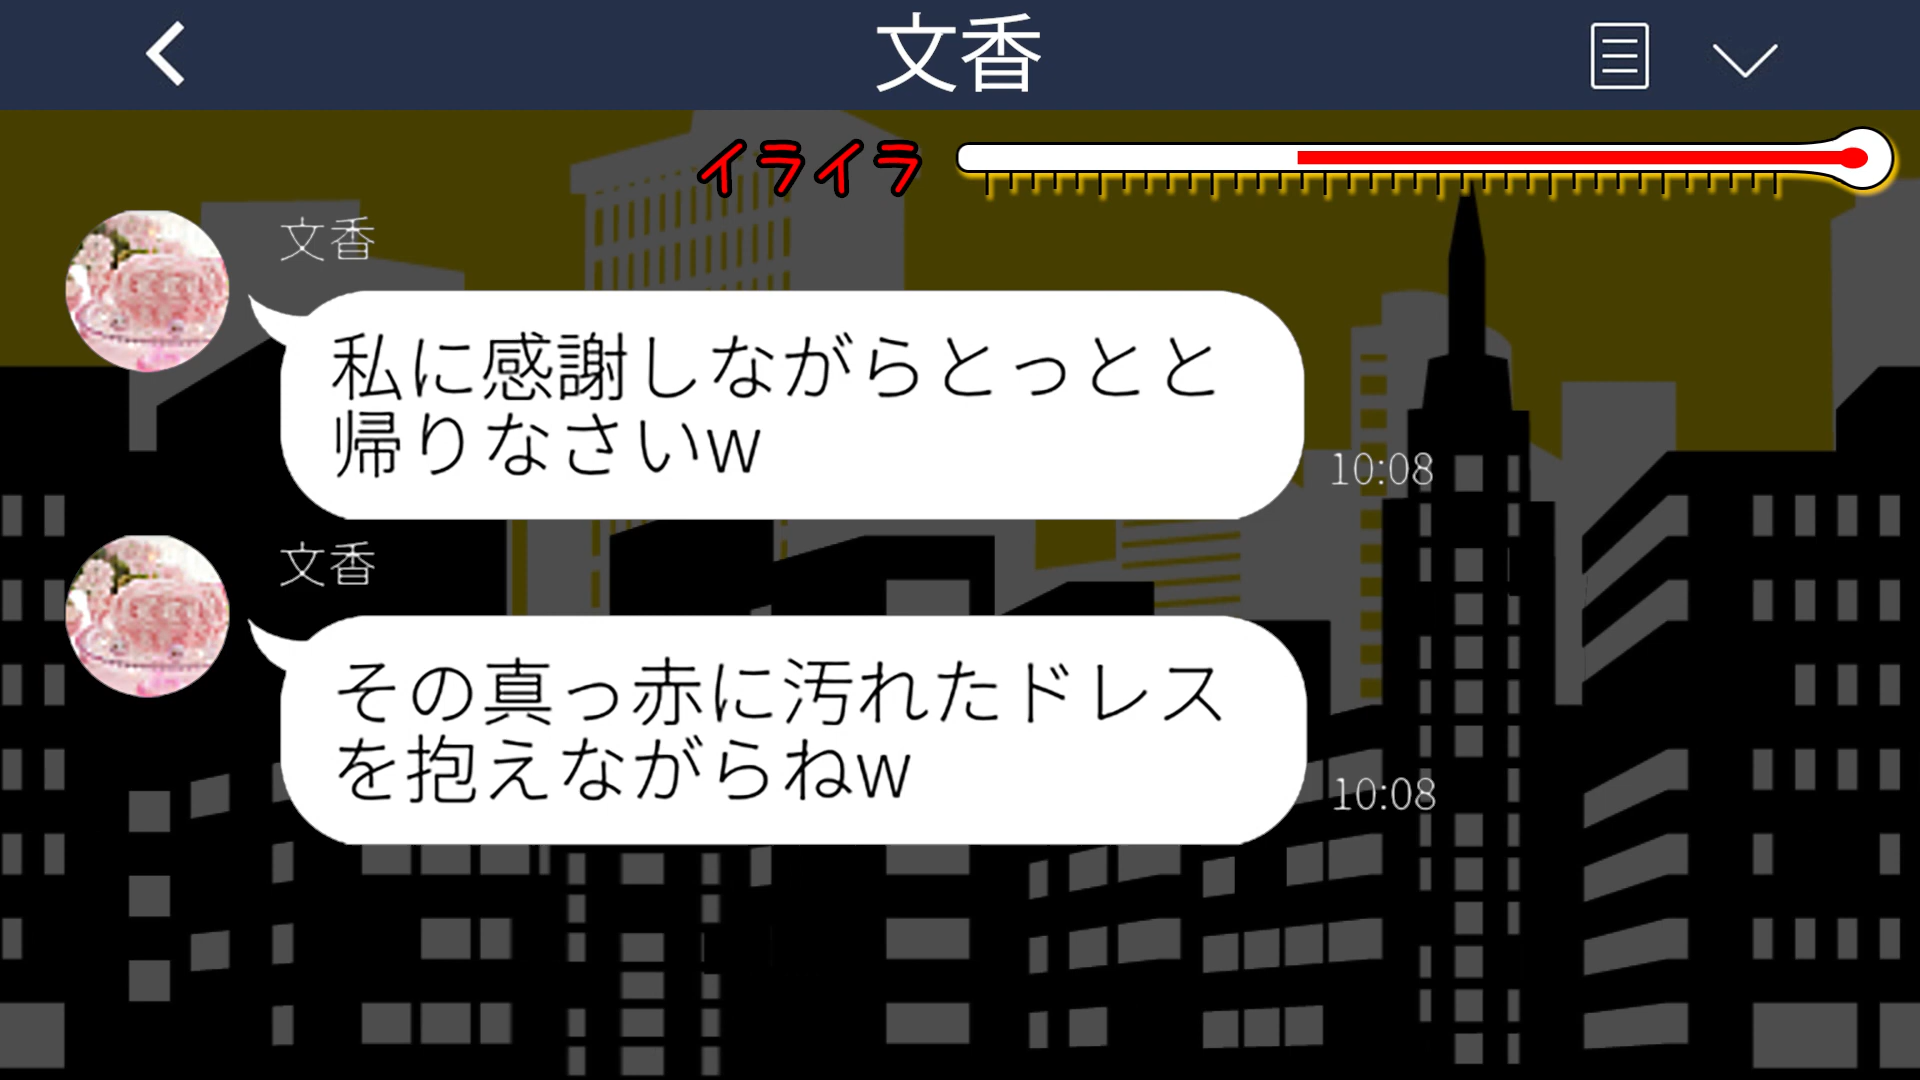 文香
イライラ
文香
私に感謝しながらとっとと
帰りなさいw
10:08
文香
その真っ赤に汚れたドレス
を抱えながらねw
10:08